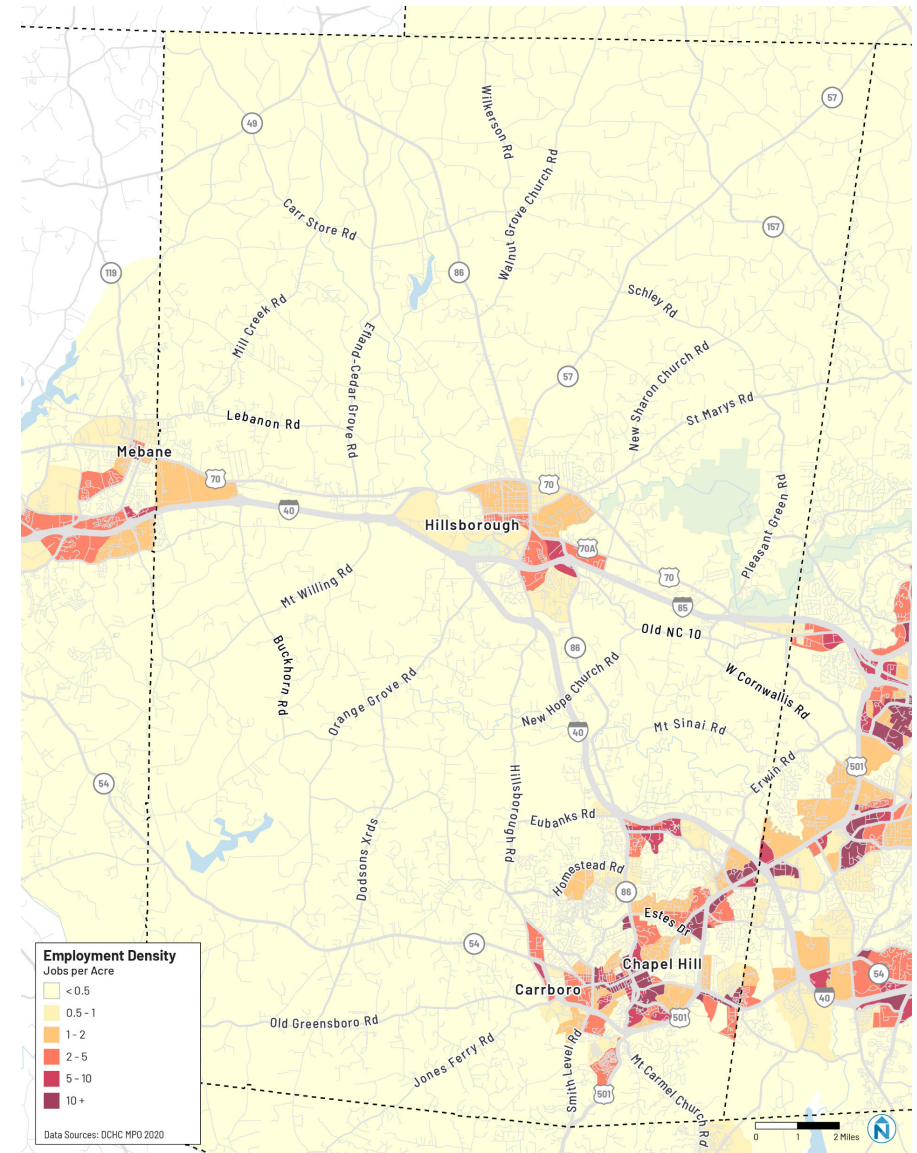 Wilkerson Rd
57
49
Walnut Grove Church Rd
Carr Store Rd
157
119
86
Schley Rd
Mill Creek Rd
Efland-Cedar Grove Rd
57
New Sharon Church Rd
St Marys Rd
Lebanon Rd
Mebane
70
70
40
Hillsborough
Pleasant Green Rd
70A
70
Mt Willing Rd
85
Old NC 10
Buckhorn Rd
86
W Cornwallis Rd
Orange Grove Rd
New Hope Church Rd
40
Mt Sinai Rd
Erwin Rd
501
54
Hillsborough Rd
Eubanks Rd
Dodsons Xrds
Homestead Rd
86
Estes Dr
54
Chapel Hill
54
Carrboro
40
501
Old Greensboro Rd
Jones Ferry Rd
Smith Level Rd
Mt Carmel Church Rd
501
Employment Density
Jobs per Acre
< 0.5
0.5 - 1
1 - 2
2 - 5
5 - 10
10 +
Data Sources: DCHC MPO 2020
0 1 2 Miles
N